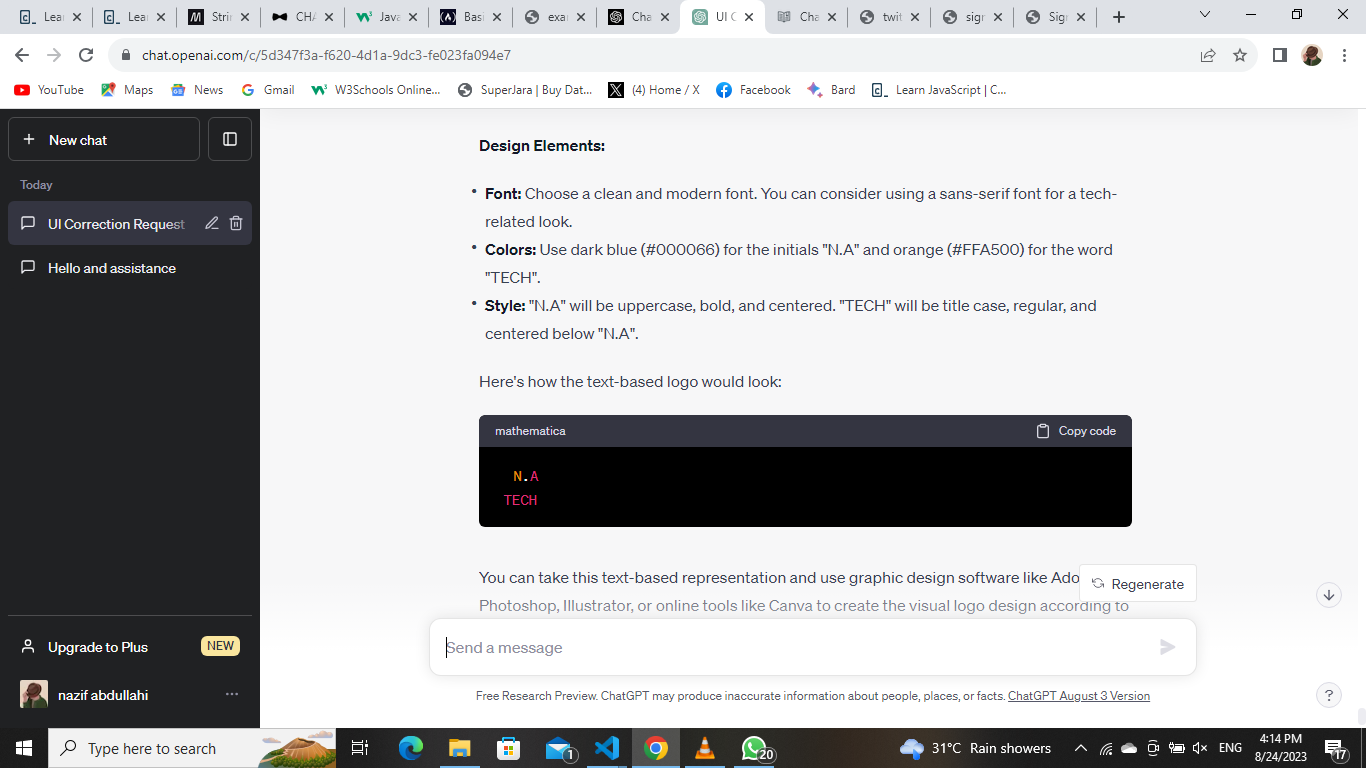 Lear
Lear
Strin
CHA
Java
Basi
exa
Cha
UI C
Cha
twit
sign
Sign
chat.openai.com/c/5d347f3a-f620-4d1a-9dc3-fe023fa094e7
YouTube
Maps
News
Gmail
W3Schools Online...
SuperJara | Buy Dat...
(4) Home / X
Facebook
Bard
Learn JavaScript | C...
New chat
Today
UI Correction Request
Hello and assistance
Upgrade to Plus
NEW
nazif abdullahi
Design Elements:
• Font: Choose a clean and modern font. You can consider using a sans-serif font for a tech-
related look.
• Colors: Use dark blue (#000066) for the initials "N.A" and orange (#FFA500) for the word
"TECH".
• Style: "N.A" will be uppercase, bold, and centered. "TECH" will be title case, regular, and
centered below "N.A".
Here's how the text-based logo would look:
mathematica
Copy code
N.A
TECH
You can take this text-based representation and use graphic design software like Ado
Regenerate
Photoshop, Illustrator, or online tools like Canva to create the visual logo design according to
Send a message
Free Research Preview. ChatGPT may produce inaccurate information about people, places, or facts. ChatGPT August 3 Version
?
Type here to search
1
20
31°C Rain showers
ENG
4:14 PM
8/24/2023
17